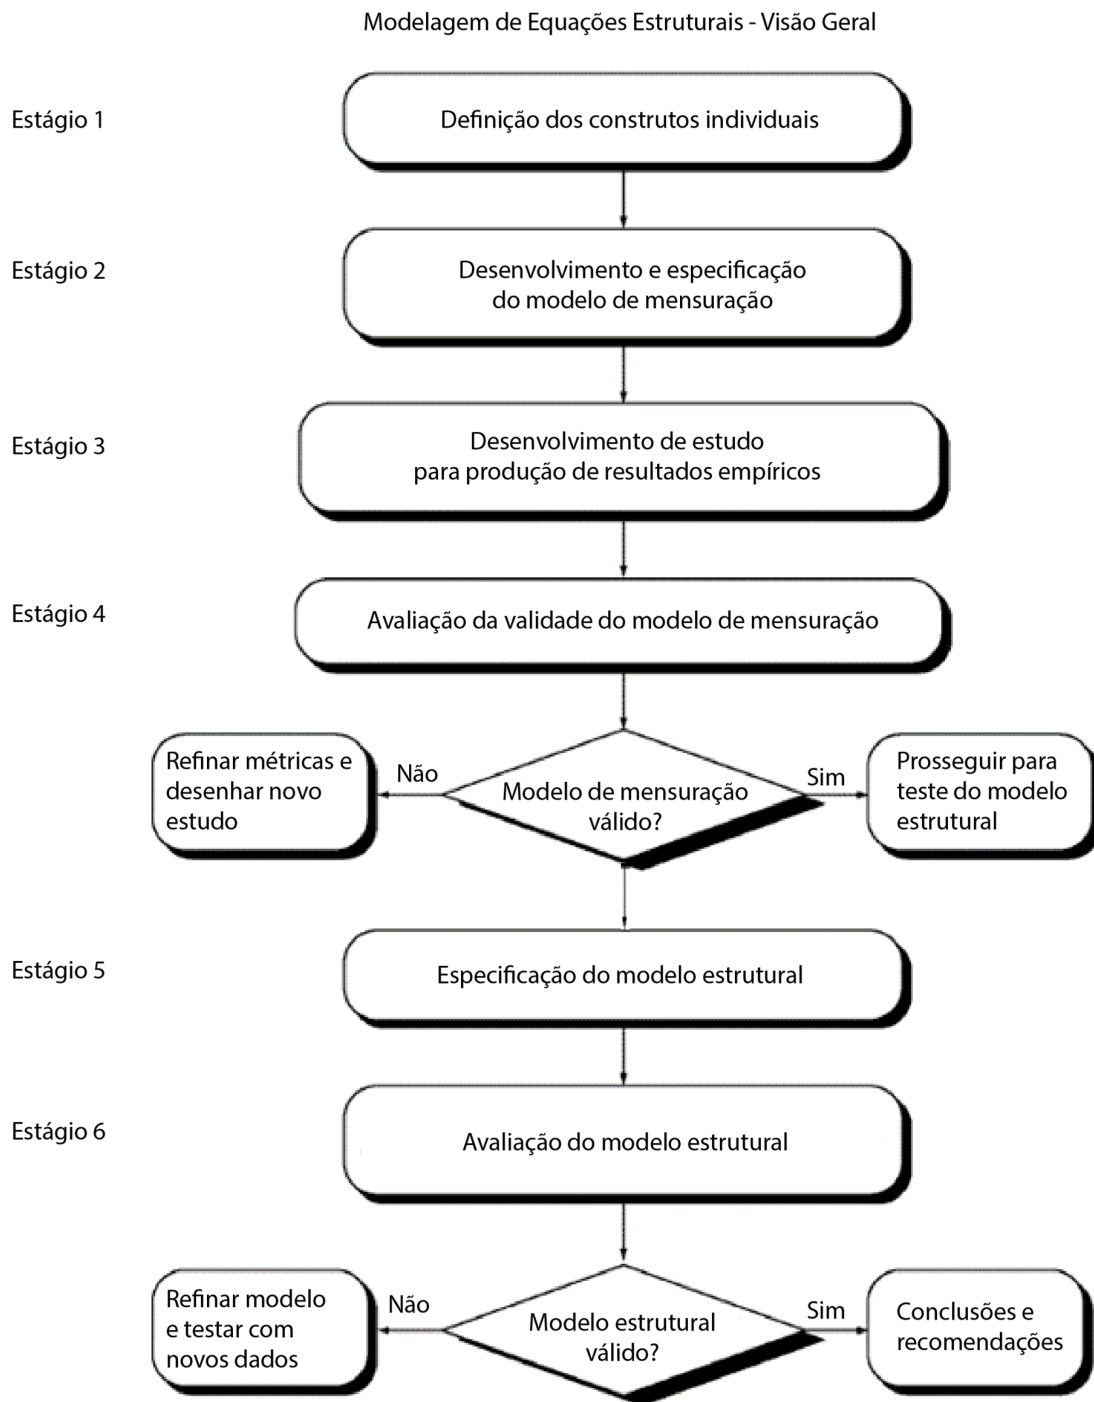 Modelagem de Equações Estruturais - Visão Geral
Estágio 1
Definição dos construtos individuais
Estágio 2
Desenvolvimento e especificação
do modelo de mensuração
Estágio 3
Desenvolvimento de estudo
para produção de resultados empíricos
Estágio 4
Avaliação da validade do modelo de mensuração
Refinar métricas e
desenhar novo
estudo
Não
Modelo de mensuração
válido?
Sim
Prosseguir para
teste do modelo
estrutural
Estágio 5
Especificação do modelo estrutural
Estágio 6
Avaliação do modelo estrutural
Refinar modelo
e testar com
novos dados
Não
Modelo estrutural
válido?
Sim
Conclusões e
recomendações